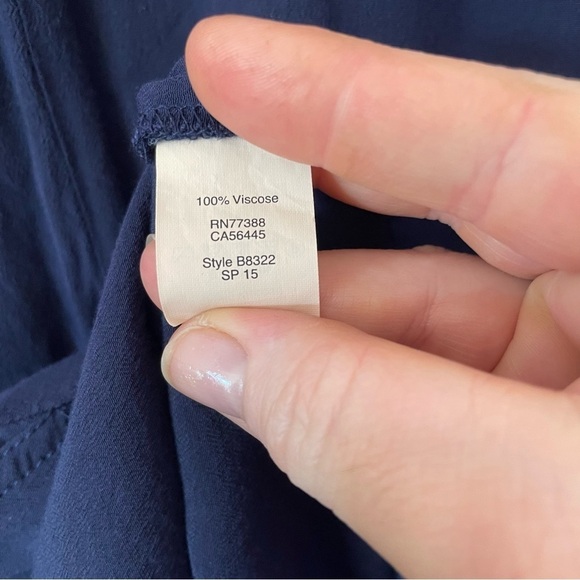 100% Viscose
RN77388
CA56445
Style B8322
SP 15